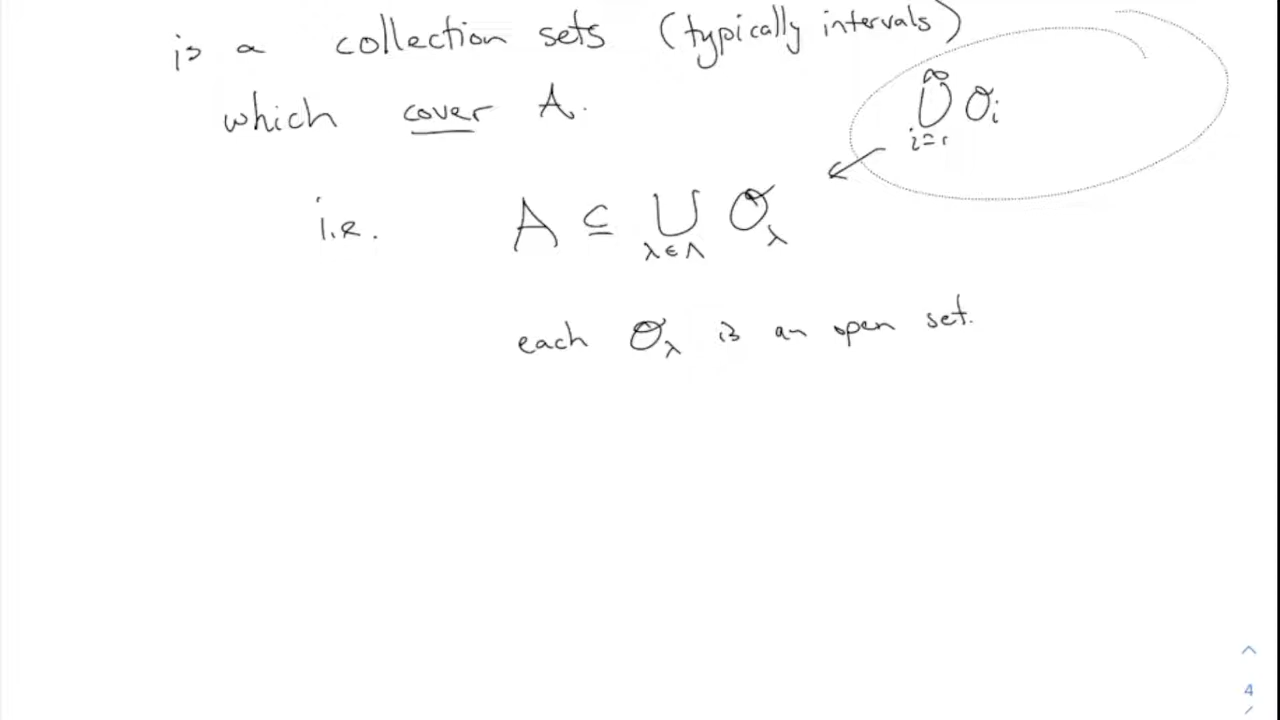 is a collection sets (typically intervals)
which cover A.
∞
⋃ O_i
i=1
i.e. A ⊆ ⋃ O_λ
λ∈Λ
each O_λ is an open set.
4